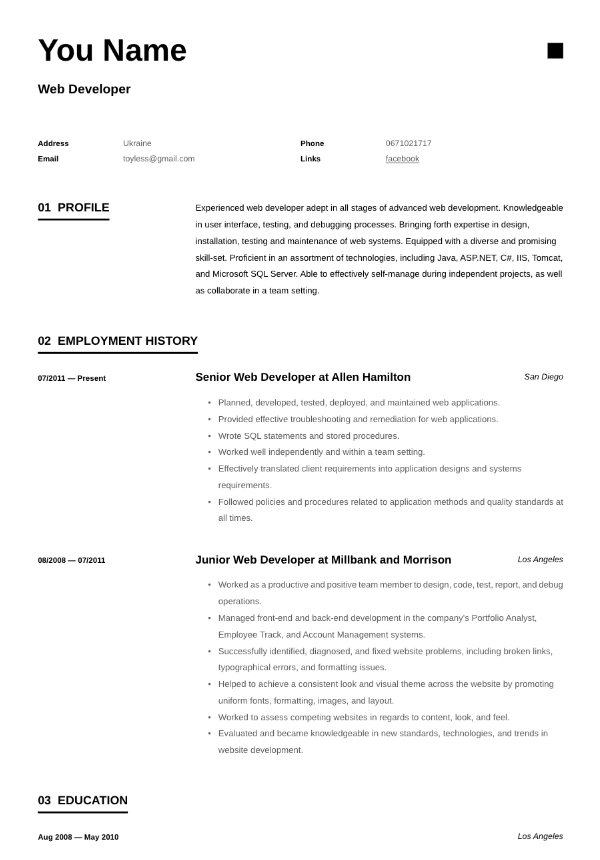 You Name
Web Developer
Address Ukraine Phone 0671021717
Email toyless@gmail.com Links facebook
01 PROFILE
Experienced web developer adept in all stages of advanced web development. Knowledgeable
in user interface, testing, and debugging processes. Bringing forth expertise in design,
installation, testing and maintenance of web systems. Equipped with a diverse and promising
skill-set. Proficient in an assortment of technologies, including Java, ASP.NET, C#, IIS, Tomcat,
and Microsoft SQL Server. Able to effectively self-manage during independent projects, as well
as collaborate in a team setting.
02 EMPLOYMENT HISTORY
07/2011 — Present Senior Web Developer at Allen Hamilton San Diego
• Planned, developed, tested, deployed, and maintained web applications.
• Provided effective troubleshooting and remediation for web applications.
• Wrote SQL statements and stored procedures.
• Worked well independently and within a team setting.
• Effectively translated client requirements into application designs and systems
requirements.
• Followed policies and procedures related to application methods and quality standards at
all times.
08/2008 — 07/2011 Junior Web Developer at Millbank and Morrison Los Angeles
• Worked as a productive and positive team member to design, code, test, report, and debug
operations.
• Managed front-end and back-end development in the company's Portfolio Analyst,
Employee Track, and Account Management systems.
• Successfully identified, diagnosed, and fixed website problems, including broken links,
typographical errors, and formatting issues.
• Helped to achieve a consistent look and visual theme across the website by promoting
uniform fonts, formatting, images, and layout.
• Worked to assess competing websites in regards to content, look, and feel.
• Evaluated and became knowledgeable in new standards, technologies, and trends in
website development.
03 EDUCATION
Aug 2008 — May 2010 Los Angeles